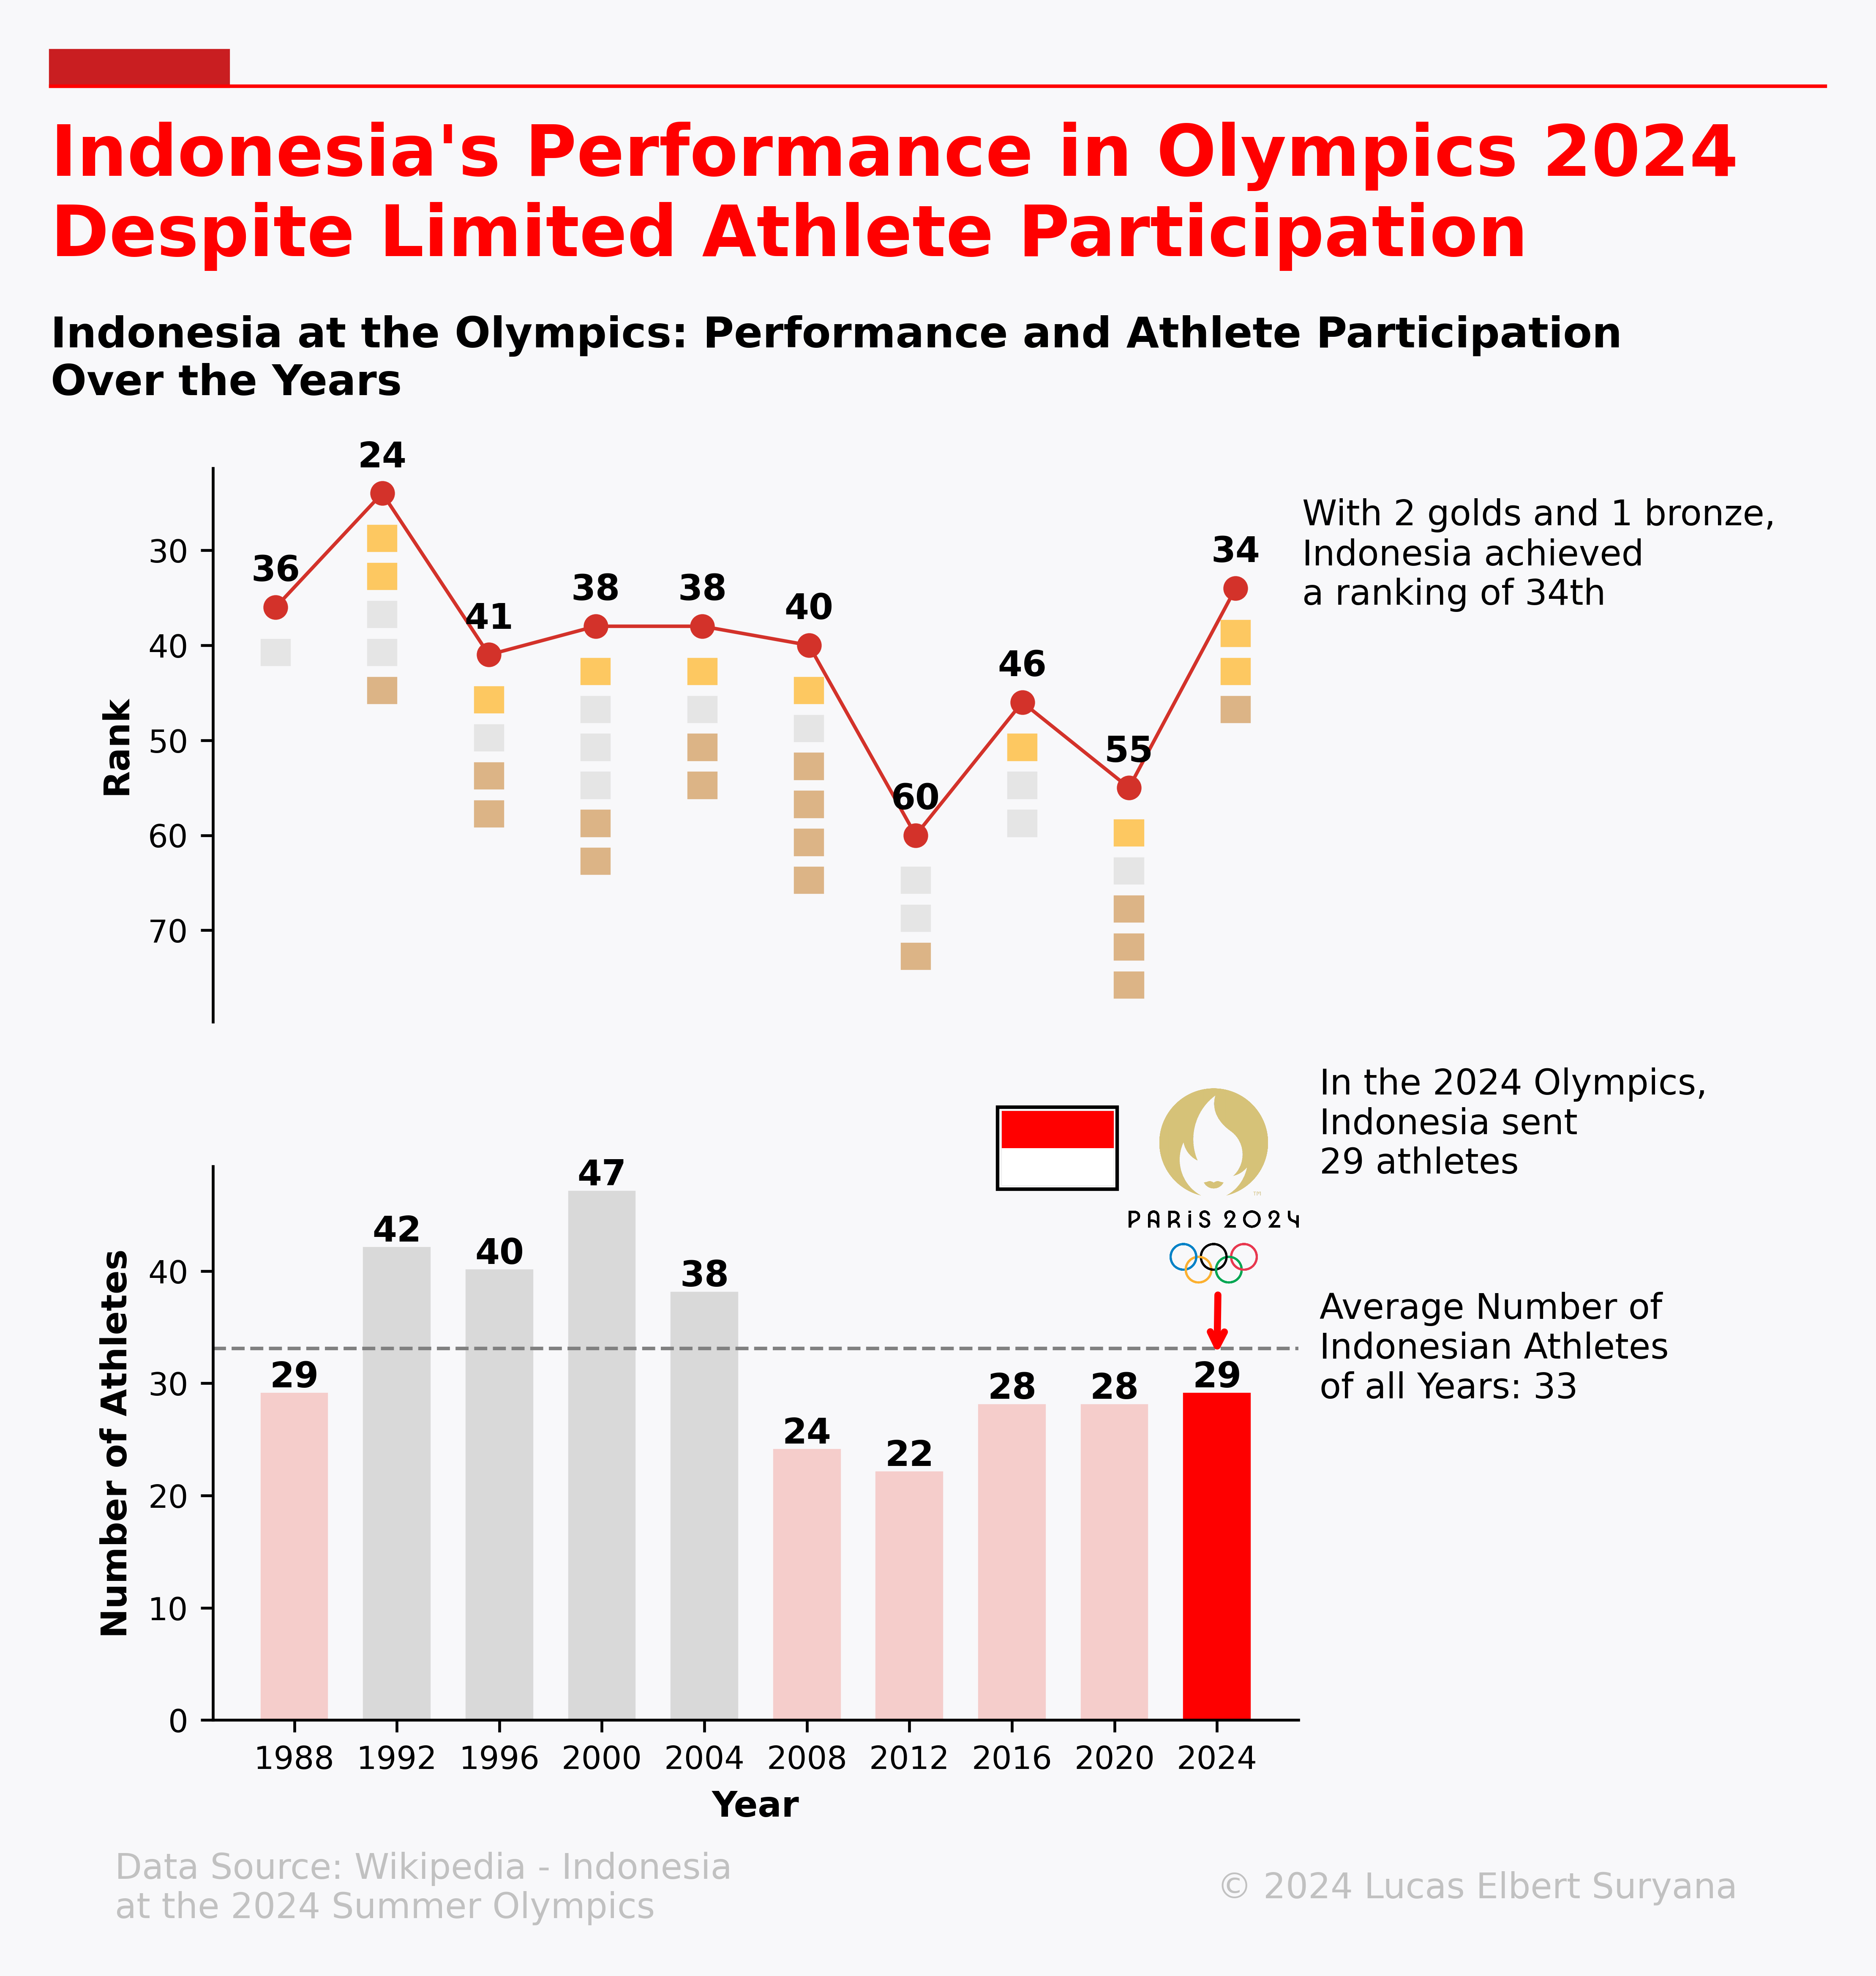 Indonesia's Performance in Olympics 2024
Despite Limited Athlete Participation
Indonesia at the Olympics: Performance and Athlete Participation
Over the Years
24
36
41
38
38
40
60
46
55
34
30
40
50
60
70
Rank
With 2 golds and 1 bronze,
Indonesia achieved
a ranking of 34th
In the 2024 Olympics,
Indonesia sent
29 athletes
PARIS 2024
TM
Average Number of
Indonesian Athletes
of all Years: 33
29
42
40
47
38
24
22
28
28
29
40
30
20
10
0
Number of Athletes
1988 1992 1996 2000 2004 2008 2012 2016 2020 2024
Year
Data Source: Wikipedia - Indonesia
at the 2024 Summer Olympics
© 2024 Lucas Elbert Suryana